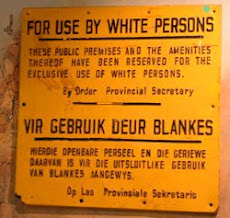 FOR USE BY WHITE PERSONS
THESE PUBLIC PREMISES AND THE AMENITIES
THEREOF HAVE BEEN RESERVED FOR THE
EXCLUSIVE USE OF WHITE PERSONS.
By Order Provincial Secretary
VIR GEBRUIK DEUR BLANKES
HIERDIE OPENBARE PERSEEL EN DIE GERIEWE
DAARVAN IS VIR DIE UITSLUITLIKE GEBRUIK
VAN BLANKES AANGEWYS.
Op Las Provinsiale Sekretaris